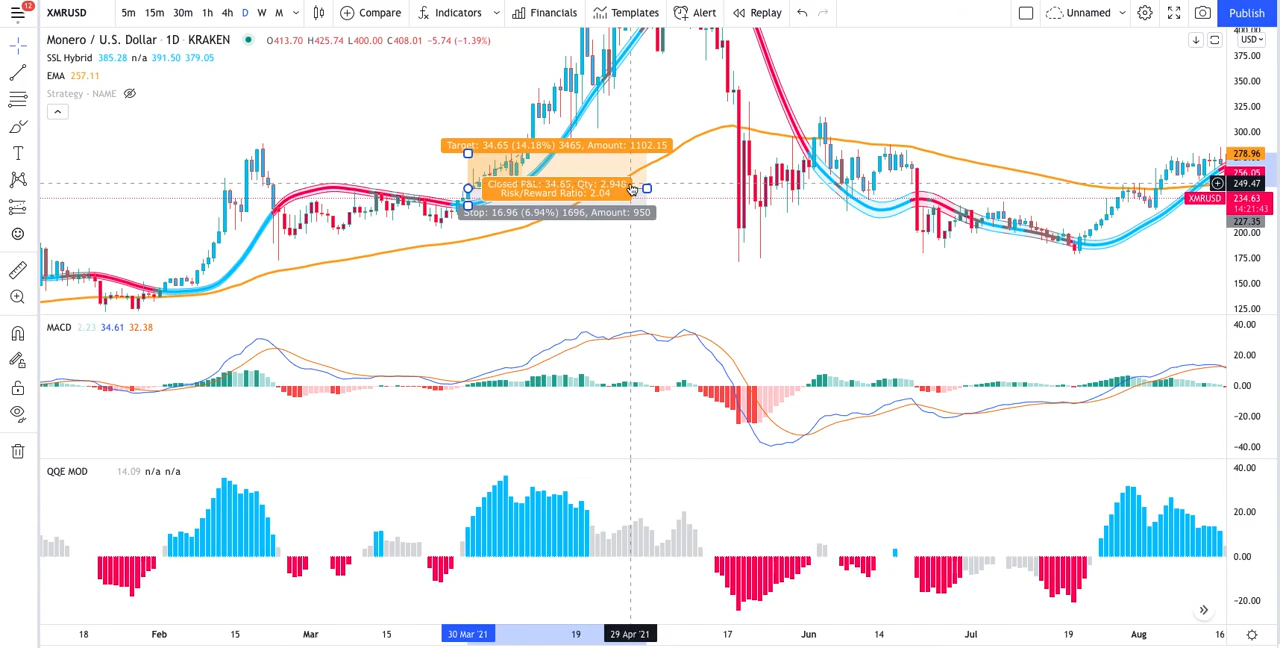 12
XMRUSD 5m 15m 30m 1h 4h D W M Compare Indicators Financials Templates Alert Replay Unnamed Publish
Monero / U.S. Dollar · 1D · KRAKEN O413.70 H425.74 L400.00 C408.01 −5.74 (−1.39%)
SSL Hybrid 385.28 n/a 391.50 379.05
EMA 257.11
Strategy - NAME
USD
400.00
375.00
350.00
325.00
300.00
278.96
256.05
249.47
XMRUSD 234.63
14:21:43
227.35
200.00
175.00
150.00
125.00
Target: 34.65 (14.18%) 3465, Amount: 1102.15
Closed P&L: 34.65, Qty: 2.948
Risk/Reward Ratio: 2.04
Stop: 16.96 (6.94%) 1696, Amount: 950
MACD 2.23 34.61 32.38
40.00
20.00
0.00
−20.00
−40.00
QQE MOD 14.09 n/a n/a
40.00
20.00
0.00
−20.00
18 Feb 15 Mar 15 30 Mar '21 19 29 Apr '21 17 Jun 14 Jul 19 Aug 16